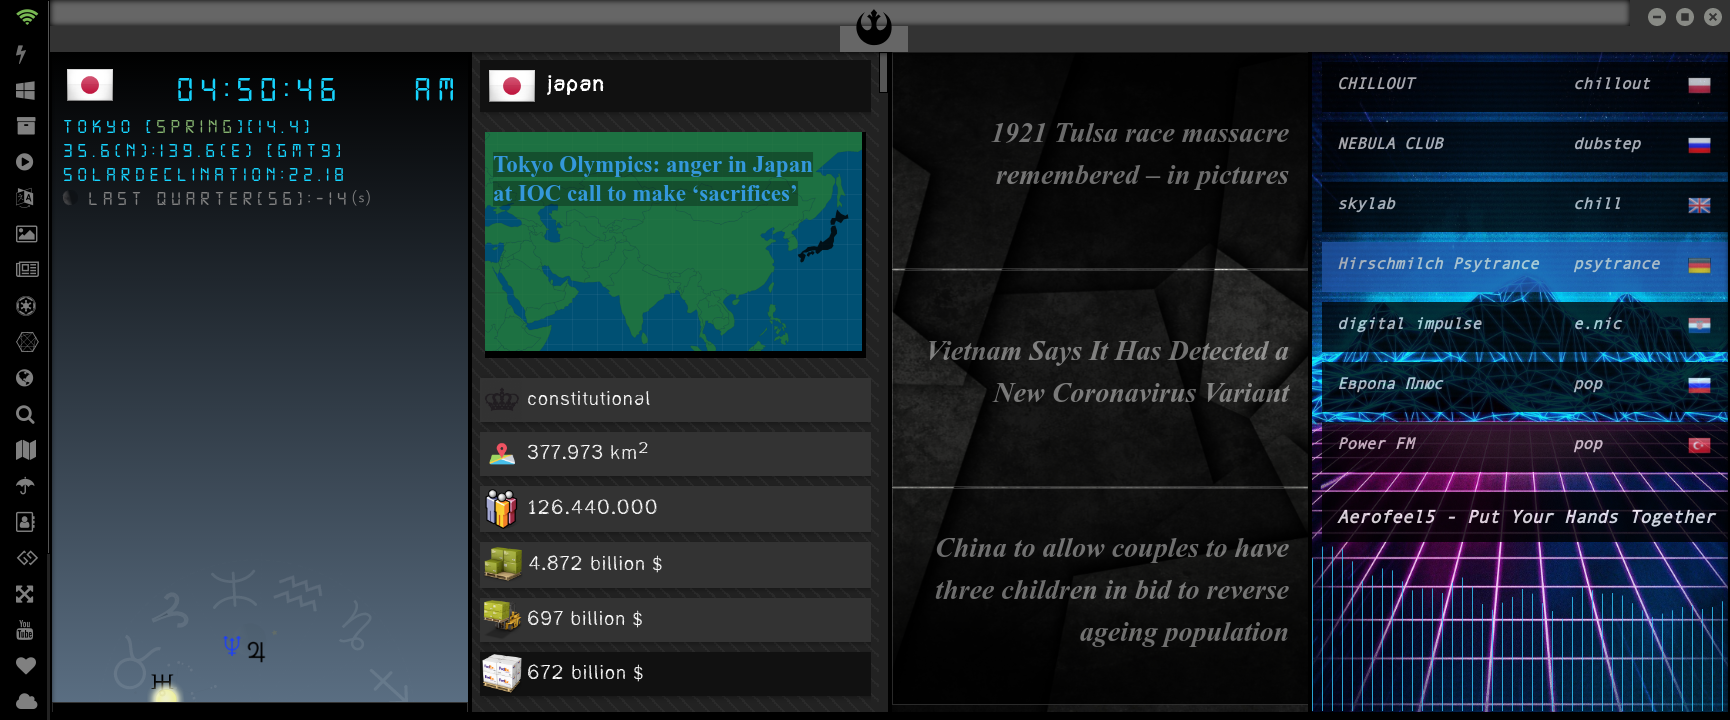 04:50:46 AM
TOKYO [SPRING][14.4]
35.6(N):139.6(E) [GMT9]
SOLARDECLINATION:22.18
LAST QUARTER(56):-14(s)
japan
Tokyo Olympics: anger in Japan
at IOC call to make ‘sacrifices’
constitutional
377.973 km²
126.440.000
4.872 billion $
697 billion $
672 billion $
1921 Tulsa race massacre
remembered – in pictures
Vietnam Says It Has Detected a
New Coronavirus Variant
China to allow couples to have
three children in bid to reverse
ageing population
CHILLOUT chillout
NEBULA CLUB dubstep
skylab chill
Hirschmilch Psytrance psytrance
digital impulse e.nic
Европа Плюс pop
Power FM pop
Aerofeel5 - Put Your Hands Together
You
Tube